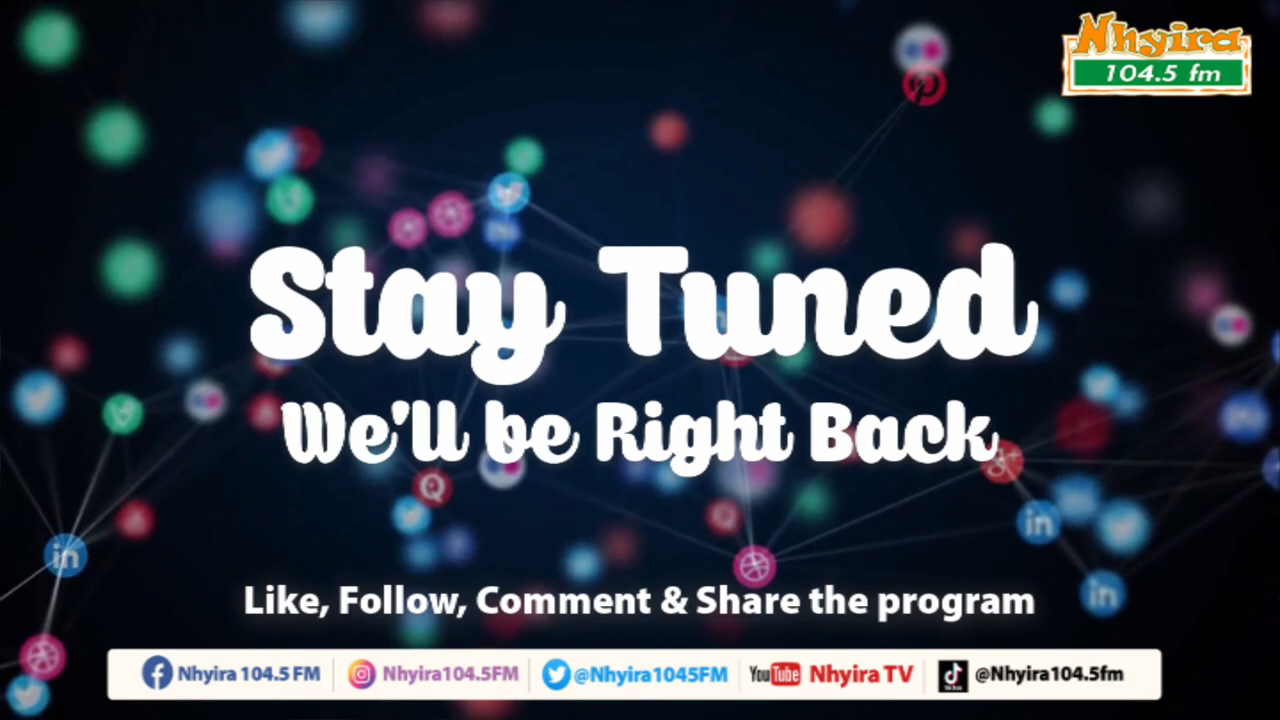 Nhyira
104.5 fm
Stay Tuned
We'll be Right Back
Like, Follow, Comment & Share the program
Nhyira 104.5 FM Nhyira104.5FM @Nhyira1045FM YouTube Nhyira TV @Nhyira104.5fm